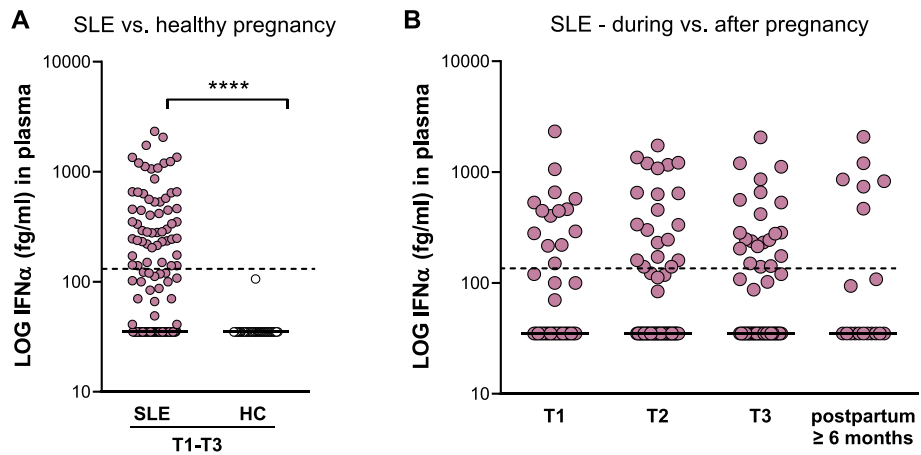 A
SLE vs. healthy pregnancy
LOG IFNα (fg/ml) in plasma
10000
1000
100
10
****
SLE
HC
T1-T3
B
SLE - during vs. after pregnancy
LOG IFNα (fg/ml) in plasma
10000
1000
100
10
T1
T2
T3
postpartum
≥ 6 months